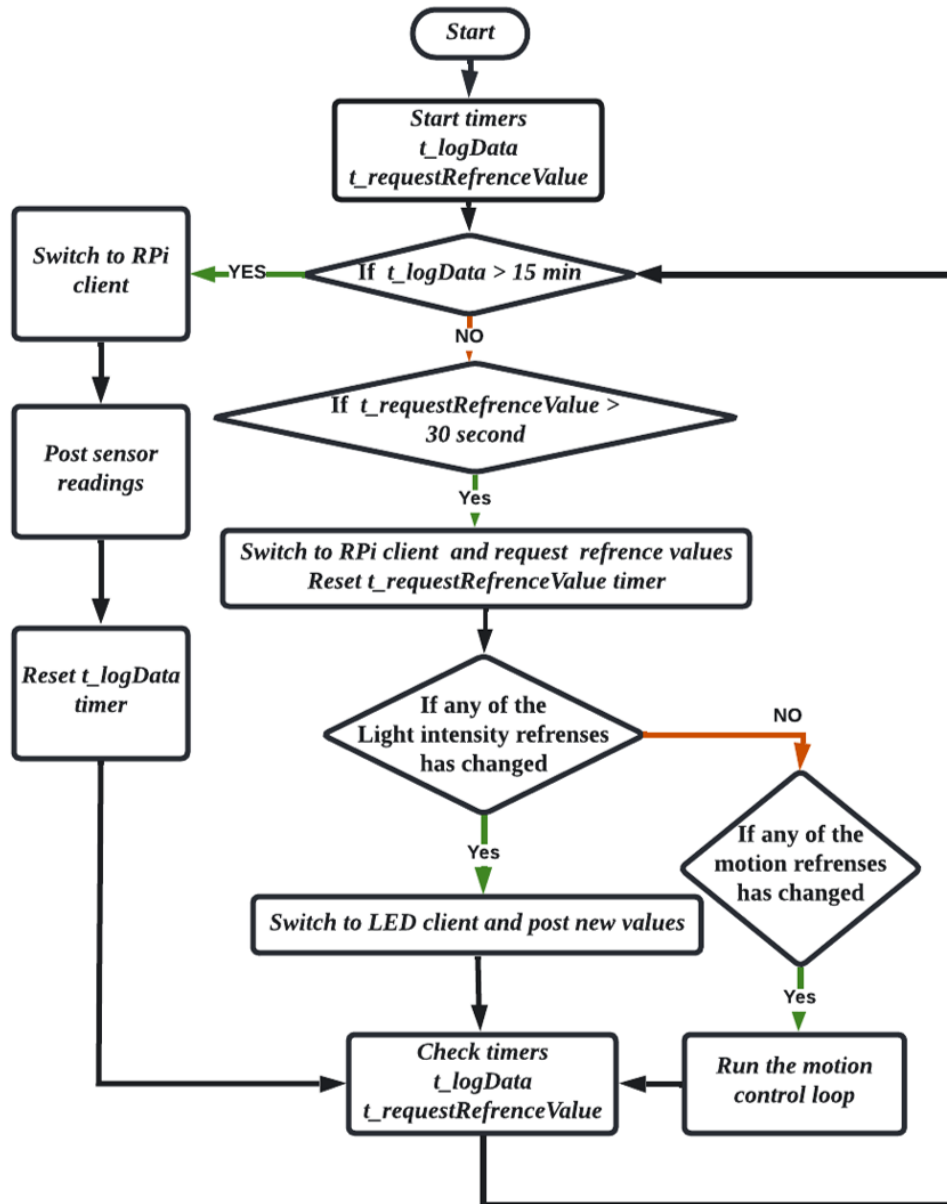 Start
Start timers
t_logData
t_requestRefrenceValue
If t_logData > 15 min
YES
Switch to RPi
client
NO
If t_requestRefrenceValue >
30 second
Post sensor
readings
Yes
Switch to RPi client and request refrence values
Reset t_requestRefrenceValue timer
Reset t_logData
timer
If any of the
Light intensity refrenses
has changed
NO
If any of the
motion refrenses
has changed
Yes
Switch to LED client and post new values
Yes
Run the motion
control loop
Check timers
t_logData
t_requestRefrenceValue